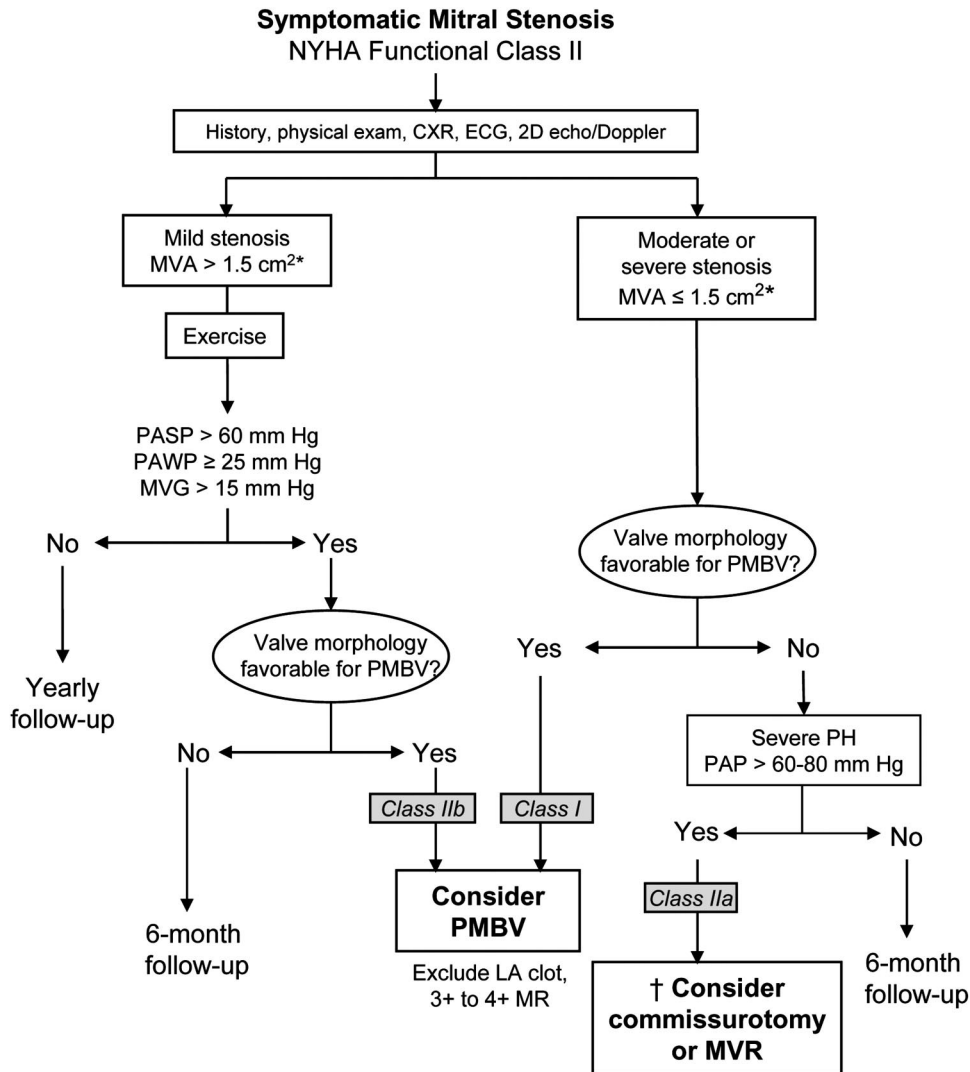 Symptomatic Mitral Stenosis
NYHA Functional Class II
History, physical exam, CXR, ECG, 2D echo/Doppler
Mild stenosis
MVA > 1.5 cm²*
Exercise
PASP > 60 mm Hg
PAWP ≥ 25 mm Hg
MVG > 15 mm Hg
No
Yes
Yearly
follow-up
Valve morphology
favorable for PMBV?
No
Yes
6-month
follow-up
Class IIb
Moderate or
severe stenosis
MVA ≤ 1.5 cm²*
Valve morphology
favorable for PMBV?
Yes
No
Class I
Consider
PMBV
Exclude LA clot,
3+ to 4+ MR
Severe PH
PAP > 60-80 mm Hg
Yes
No
Class IIa
† Consider
commissurotomy
or MVR
6-month
follow-up